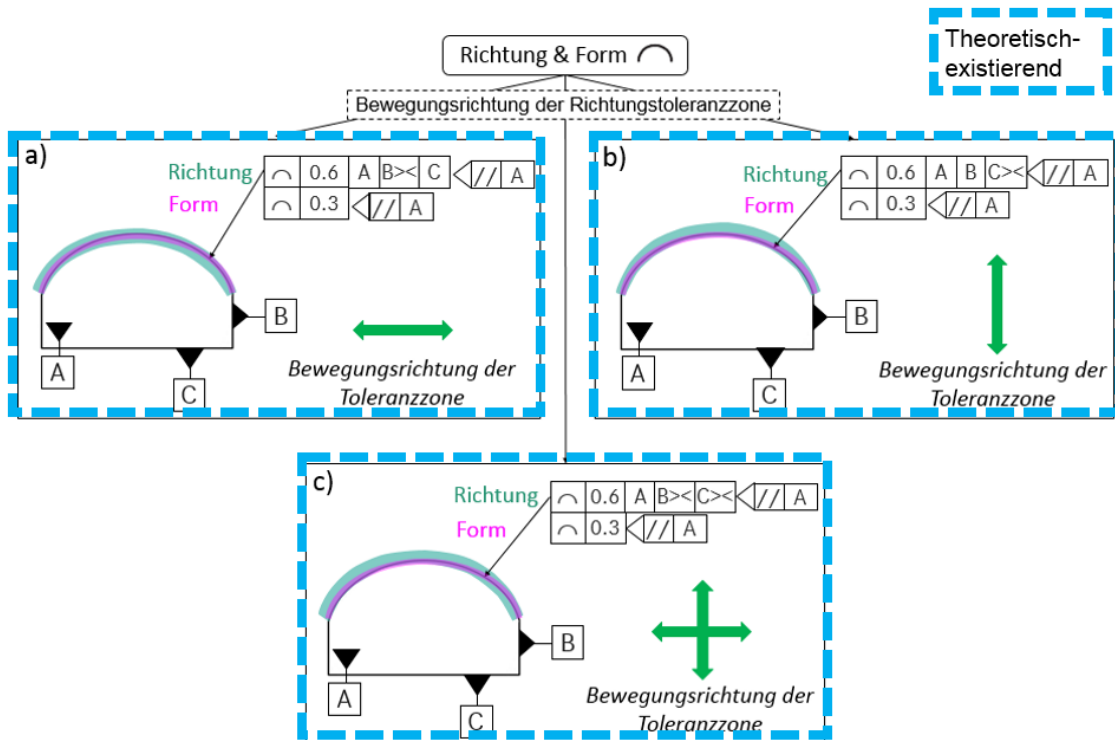 Theoretisch-
existierend
Richtung & Form ⌒
Bewegungsrichtung der Richtungstoleranzzone
a)
Richtung
⌒ 0.6 A B>< C ◁ // A
Form
⌒ 0.3 ◁ // A
B
A
C
Bewegungsrichtung der
Toleranzzone
b)
Richtung
⌒ 0.6 A B C>< ◁ // A
Form
⌒ 0.3 ◁ // A
B
A
C
Bewegungsrichtung der
Toleranzzone
c)
Richtung
⌒ 0.6 A B>< C>< ◁ // A
Form
⌒ 0.3 ◁ // A
B
A
C
Bewegungsrichtung der
Toleranzzone